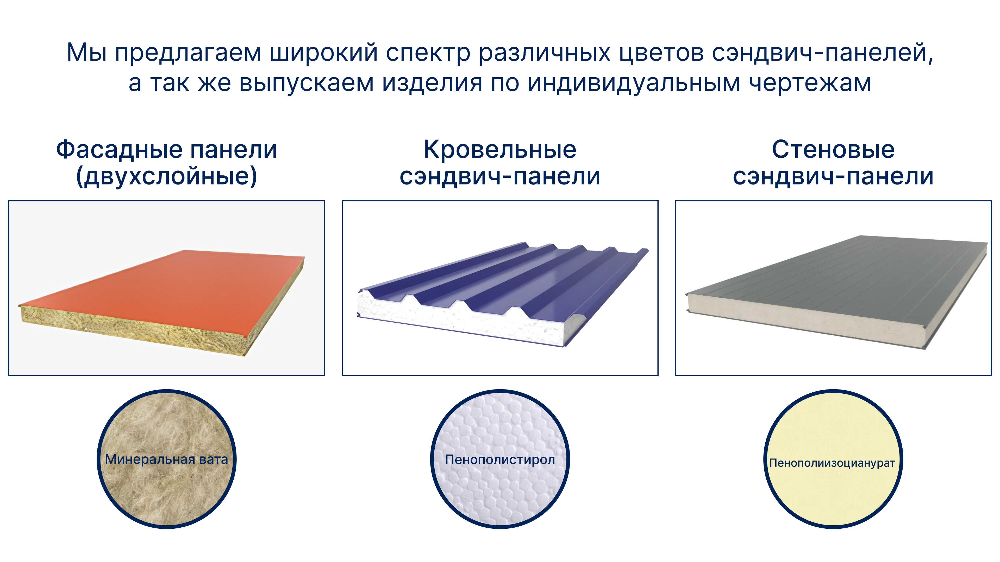 Мы предлагаем широкий спектр различных цветов сэндвич-панелей,
а так же выпускаем изделия по индивидуальным чертежам
Фасадные панели
(двухслойные)
Кровельные
сэндвич-панели
Стеновые
сэндвич-панели
Минеральная вата
Пенополистирол
Пенополиизоцианурат